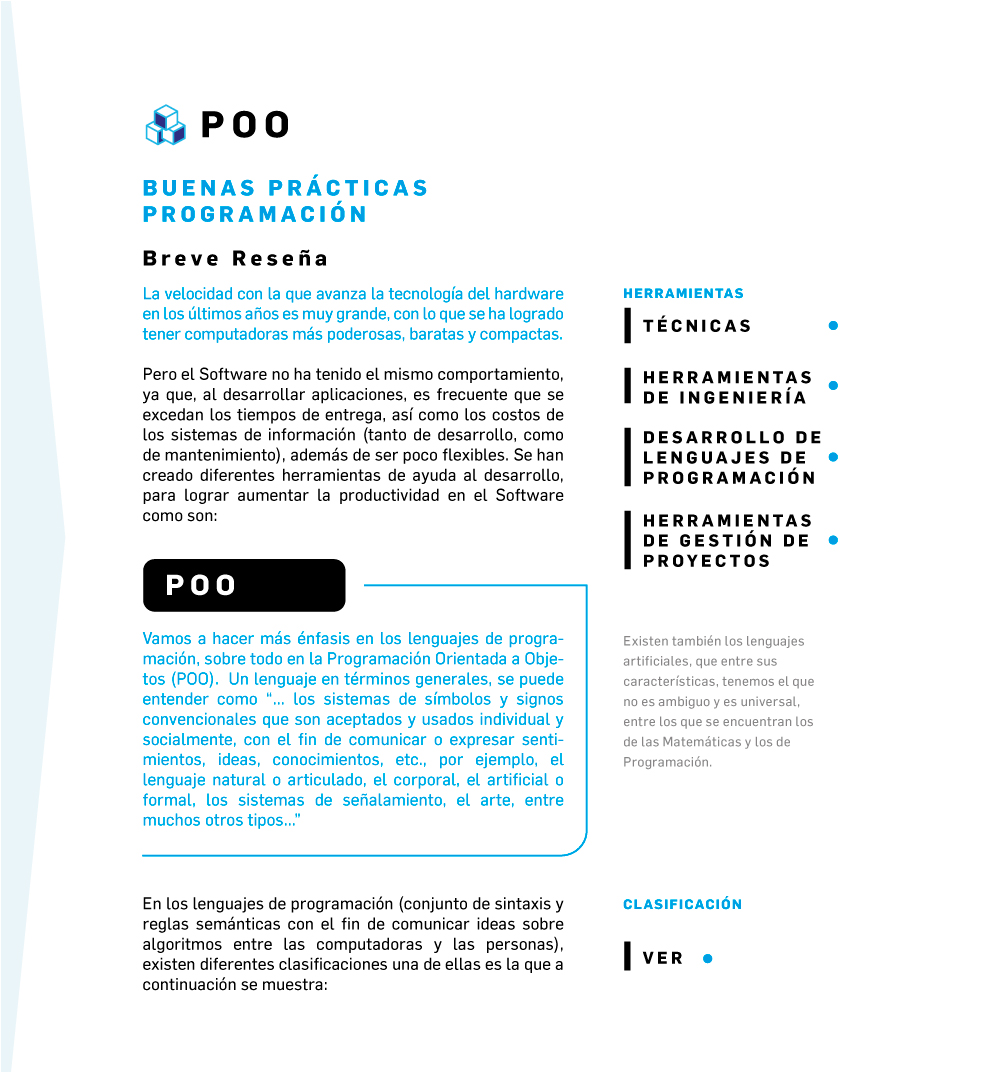 POO
BUENAS PRÁCTICAS
PROGRAMACIÓN
Breve Reseña
La velocidad con la que avanza la tecnología del hardware
en los últimos años es muy grande, con lo que se ha logrado
tener computadoras más poderosas, baratas y compactas.
Pero el Software no ha tenido el mismo comportamiento,
ya que, al desarrollar aplicaciones, es frecuente que se
excedan los tiempos de entrega, así como los costos de
los sistemas de información (tanto de desarrollo, como
de mantenimiento), además de ser poco flexibles. Se han
creado diferentes herramientas de ayuda al desarrollo,
para lograr aumentar la productividad en el Software
como son:
HERRAMIENTAS
TÉCNICAS
HERRAMIENTAS
DE INGENIERÍA
DESARROLLO DE
LENGUAJES DE
PROGRAMACIÓN
HERRAMIENTAS
DE GESTIÓN DE
PROYECTOS
POO
Vamos a hacer más énfasis en los lenguajes de progra-
mación, sobre todo en la Programación Orientada a Obje-
tos (POO).  Un lenguaje en términos generales, se puede
entender como “... los sistemas de símbolos y signos
convencionales que son aceptados y usados individual y
socialmente, con el fin de comunicar o expresar senti-
mientos, ideas, conocimientos, etc., por ejemplo, el
lenguaje natural o articulado, el corporal, el artificial o
formal, los sistemas de señalamiento, el arte, entre
muchos otros tipos...”
Existen también los lenguajes
artificiales, que entre sus
características, tenemos el que
no es ambiguo y es universal,
entre los que se encuentran los
de las Matemáticas y los de
Programación.
En los lenguajes de programación (conjunto de sintaxis y
reglas semánticas con el fin de comunicar ideas sobre
algoritmos entre las computadoras y las personas),
existen diferentes clasificaciones una de ellas es la que a
continuación se muestra:
CLASIFICACIÓN
VER